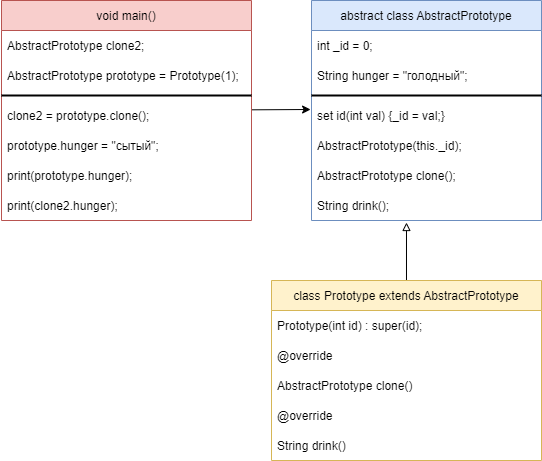 void main()
AbstractPrototype clone2;
AbstractPrototype prototype = Prototype(1);
clone2 = prototype.clone();
prototype.hunger = "сытый";
print(prototype.hunger);
print(clone2.hunger);
abstract class AbstractPrototype
int _id = 0;
String hunger = "голодный";
set id(int val) {_id = val;}
AbstractPrototype(this._id);
AbstractPrototype clone();
String drink();
class Prototype extends AbstractPrototype
Prototype(int id) : super(id);
@override
AbstractPrototype clone()
@override
String drink()